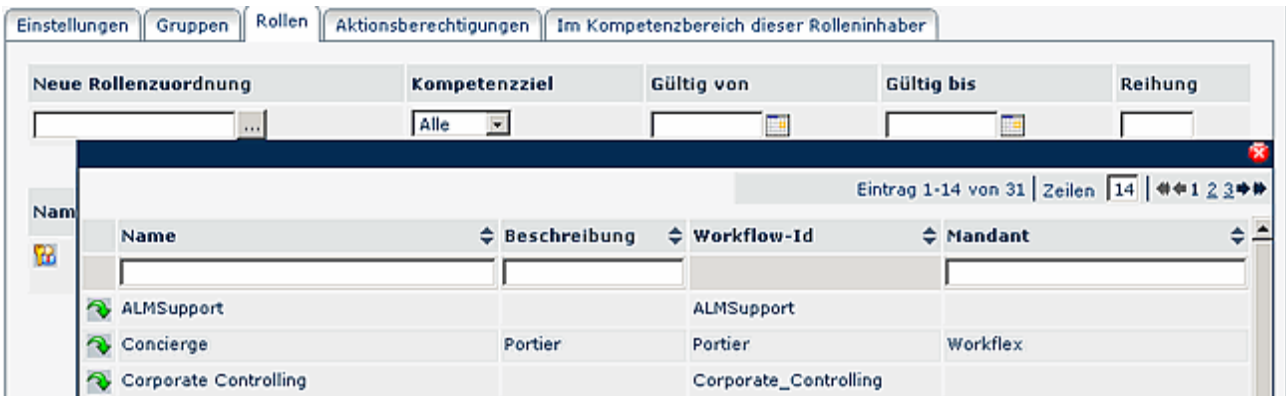 Einstellungen Gruppen Rollen Aktionsberechtigungen Im Kompetenzbereich dieser Rolleninhaber
Neue Rollenzuordnung Kompetenzziel Gültig von Gültig bis Reihung
... Alle
Eintrag 1-14 von 31 Zeilen 14 1 2 3
Nam
Name Beschreibung Workflow-Id Mandant
ALMSupport ALMSupport
Concierge Portier Portier Workflex
Corporate Controlling Corporate_Controlling